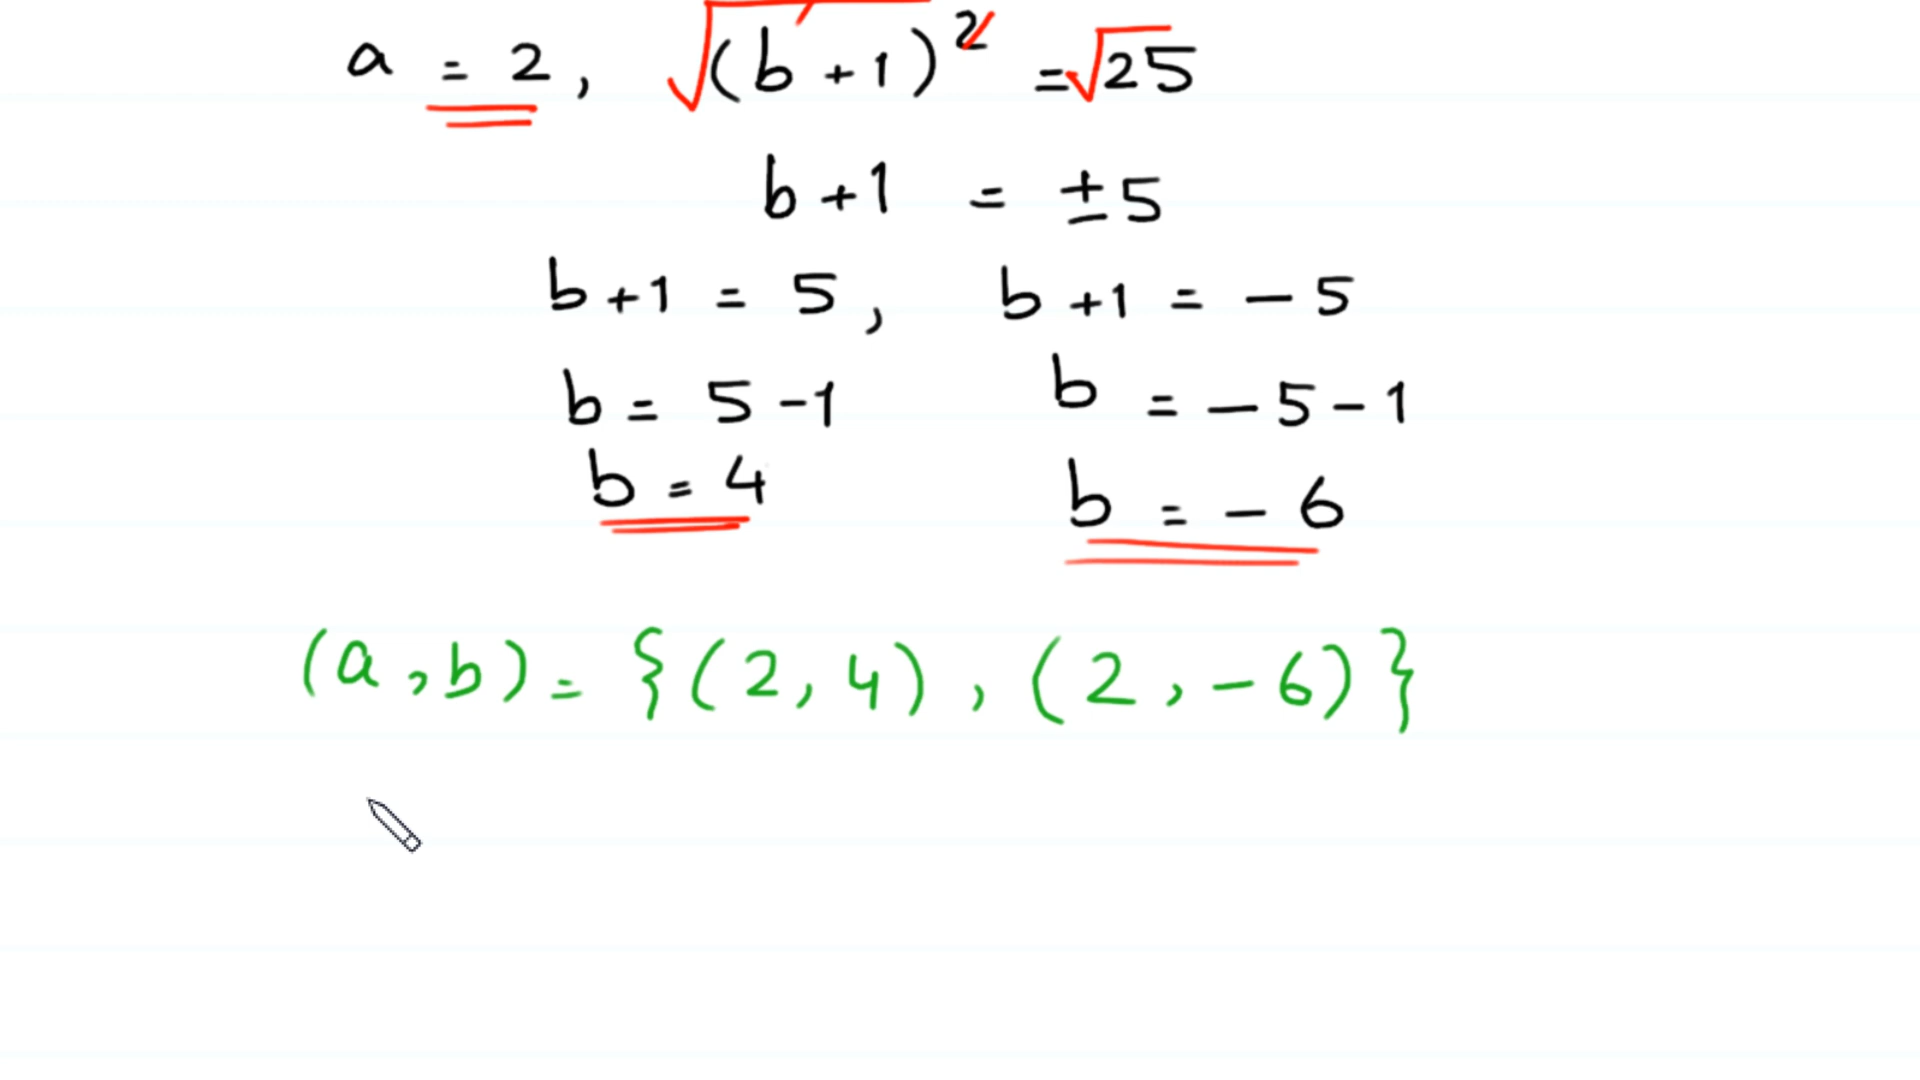 a = 2, √(b+1)² = √25
b+1 = ±5
b+1 = 5, b+1 = -5
b = 5-1 b = -5-1
b = 4 b = -6
(a,b) = {(2,4), (2,-6)}